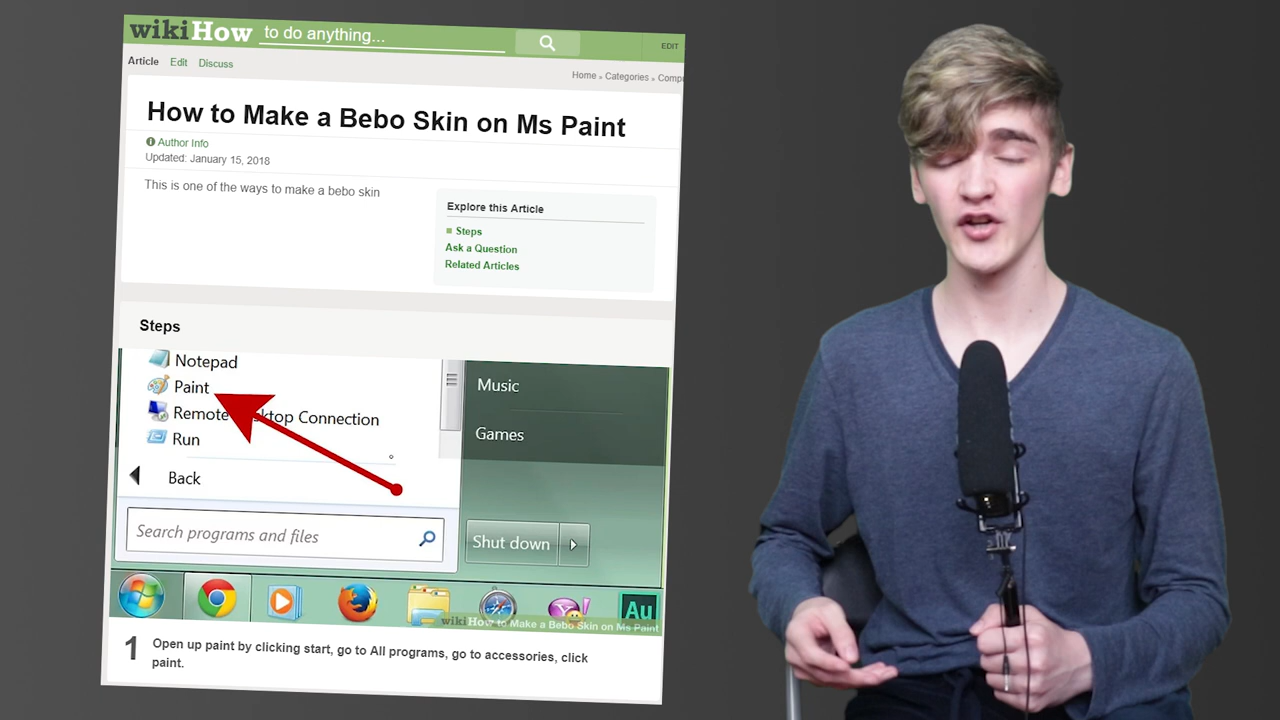 wikiHow to do anything...
EDIT
Article Edit Discuss
Home » Categories » Compu
How to Make a Bebo Skin on Ms Paint
Author Info
Updated: January 15, 2018
This is one of the ways to make a bebo skin
Explore this Article
Steps
Ask a Question
Related Articles
Steps
Notepad
Paint
Remote sktop Connection
Run
Back
Search programs and files
Music
Games
Shut down
Au
wikiHow to Make a Bebo Skin on Ms Paint
1 Open up paint by clicking start, go to All programs, go to accessories, click
paint.